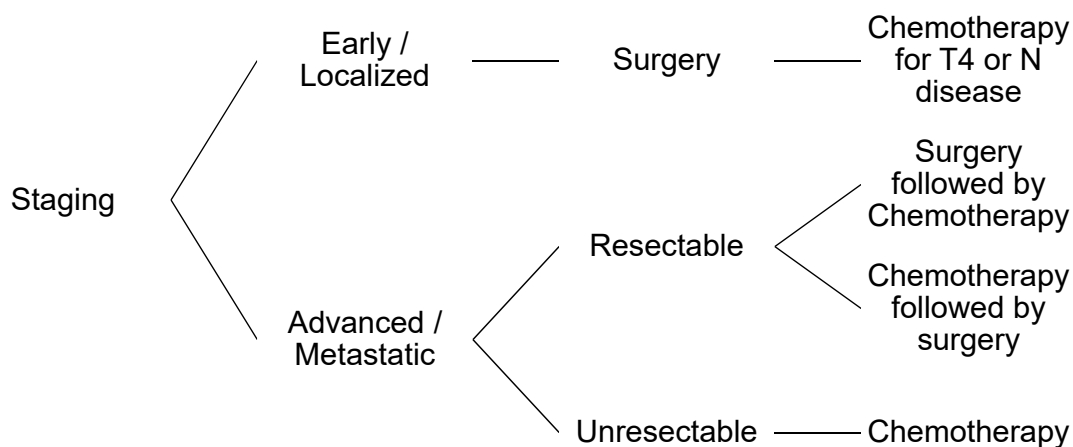 Staging
Early /
Localized
Surgery
Chemotherapy
for T4 or N
disease
Advanced /
Metastatic
Resectable
Surgery
followed by
Chemotherapy
Chemotherapy
followed by
surgery
Unresectable
Chemotherapy